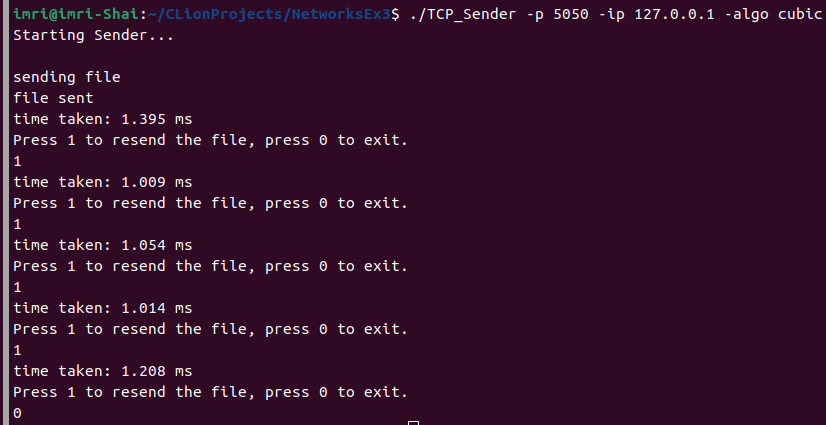 imri@imri-Shai:~/CLionProjects/NetworksEx3$ ./TCP_Sender -p 5050 -ip 127.0.0.1 -algo cubic
Starting Sender...
sending file
file sent
time taken: 1.395 ms
Press 1 to resend the file, press 0 to exit.
1
time taken: 1.009 ms
Press 1 to resend the file, press 0 to exit.
1
time taken: 1.054 ms
Press 1 to resend the file, press 0 to exit.
1
time taken: 1.014 ms
Press 1 to resend the file, press 0 to exit.
1
time taken: 1.208 ms
Press 1 to resend the file, press 0 to exit.
0